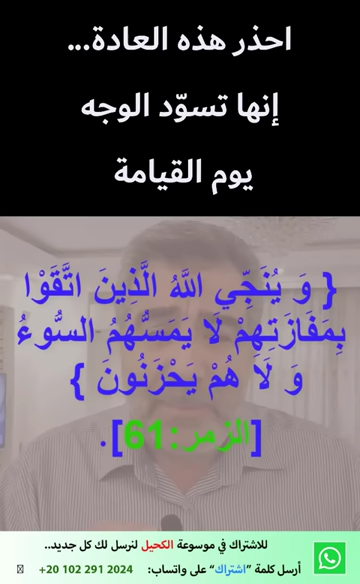 احذر هذه العادة...
إنها تسوّد الوجه
يوم القيامة
{ وَ يُنَجِّي اللَّهُ الَّذِينَ اتَّقَوْا
بِمَفَازَتِهِمْ لَا يَمَسُّهُمُ السُّوءُ
وَ لَا هُمْ يَحْزَنُونَ }
[الزمر:61].
للاشتراك في موسوعة الكحيل لنرسل لك كل جديد..
أرسل كلمة "اشتراك" على واتساب: +20 102 291 2024